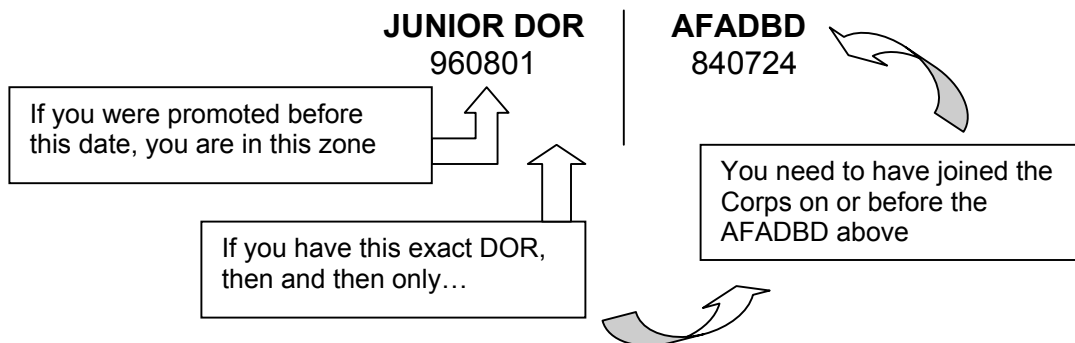 JUNIOR DOR AFADBD
960801 840724
If you were promoted before
this date, you are in this zone
You need to have joined the
Corps on or before the
AFADBD above
If you have this exact DOR,
then and then only…